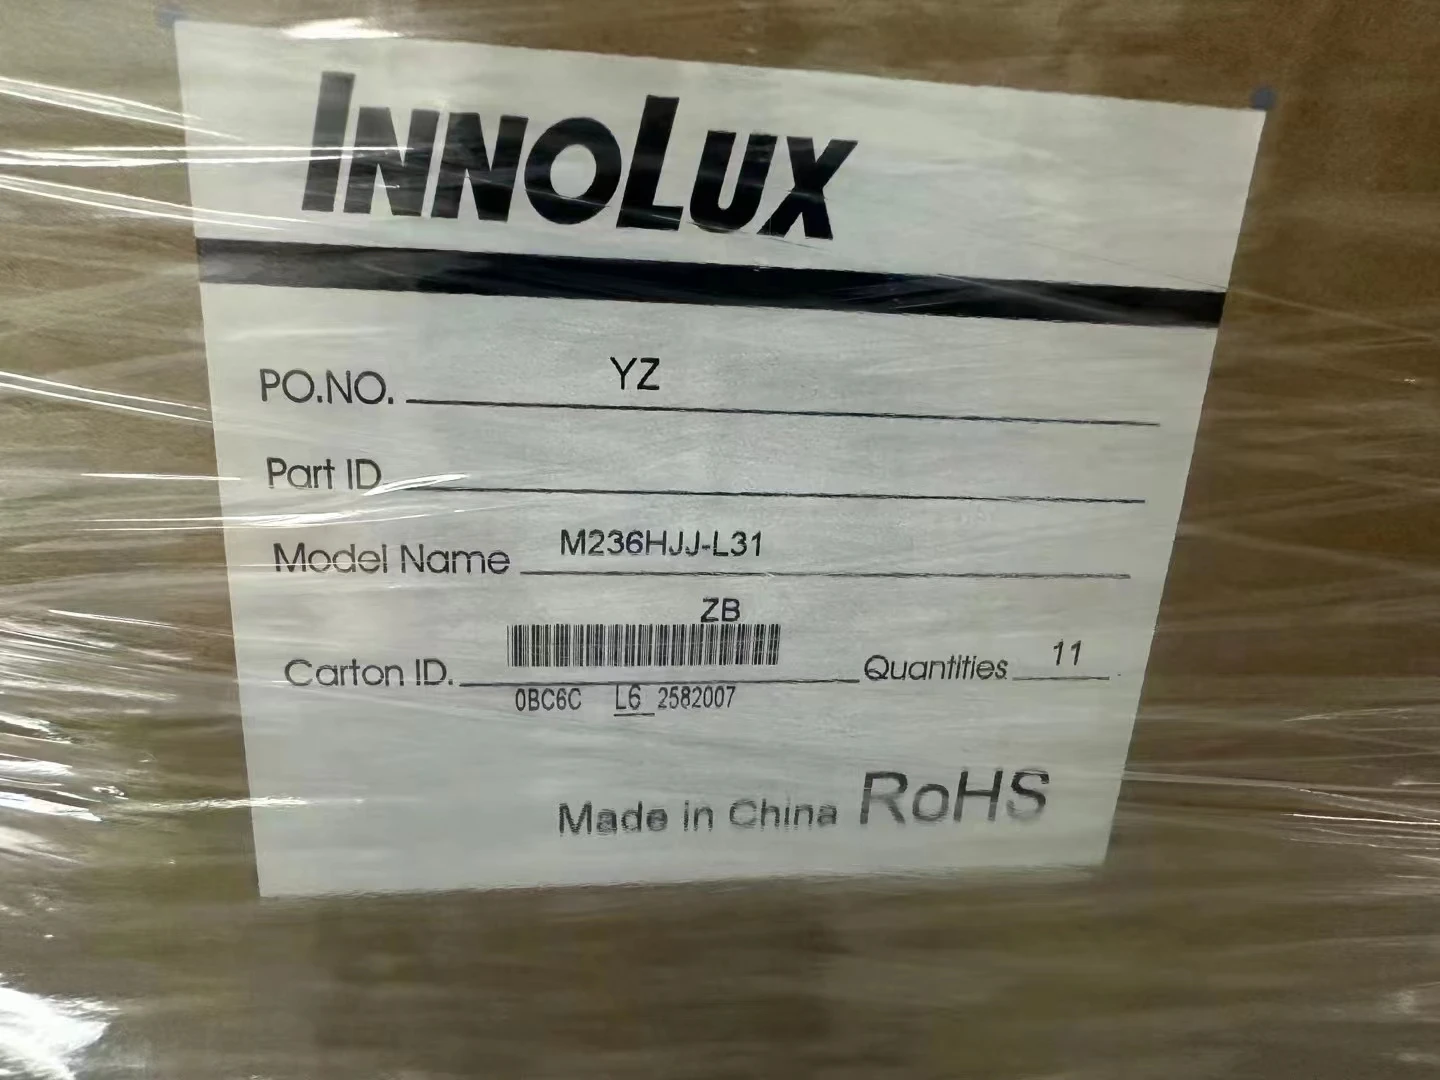 INNOLUX
PO.NO. YZ
Part ID
Model Name M236HJJ-L31
ZB
Carton ID. Quantities 11
0BC6C L6 2582007
Made in China RoHS